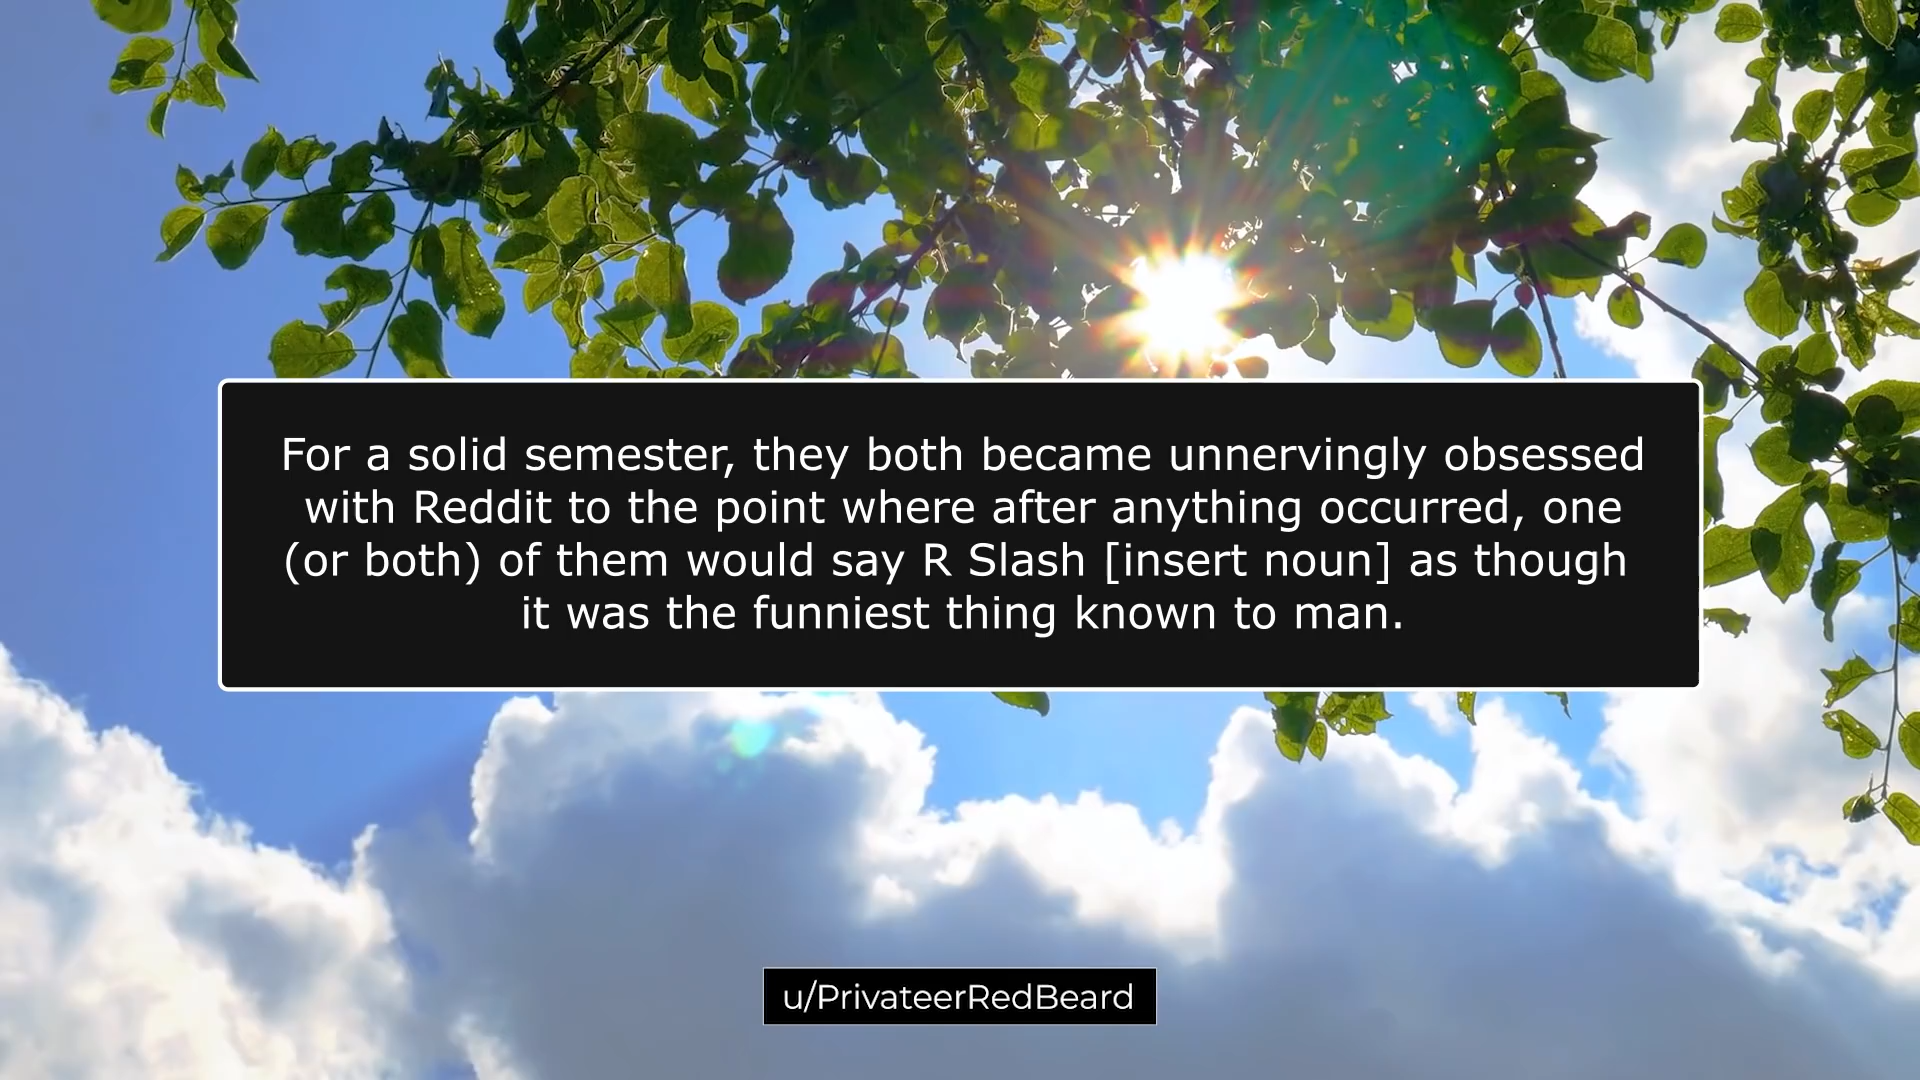 For a solid semester, they both became unnervingly obsessed
with Reddit to the point where after anything occurred, one
(or both) of them would say R Slash [insert noun] as though
it was the funniest thing known to man.
u/PrivateerRedBeard